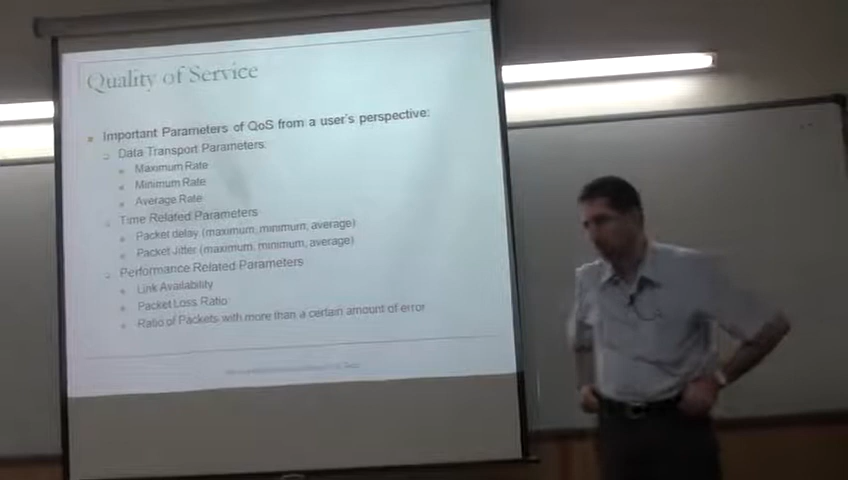 Quality of Service
Important Parameters of QoS from a user's perspective:
Data Transport Parameters:
Maximum Rate
Minimum Rate
Average Rate
Time Related Parameters
Packet delay (maximum, minimum, average)
Packet Jitter (maximum, minimum, average)
Performance Related Parameters
Link Availability
Packet Loss Ratio
Ratio of Packets with more than a certain amount of error